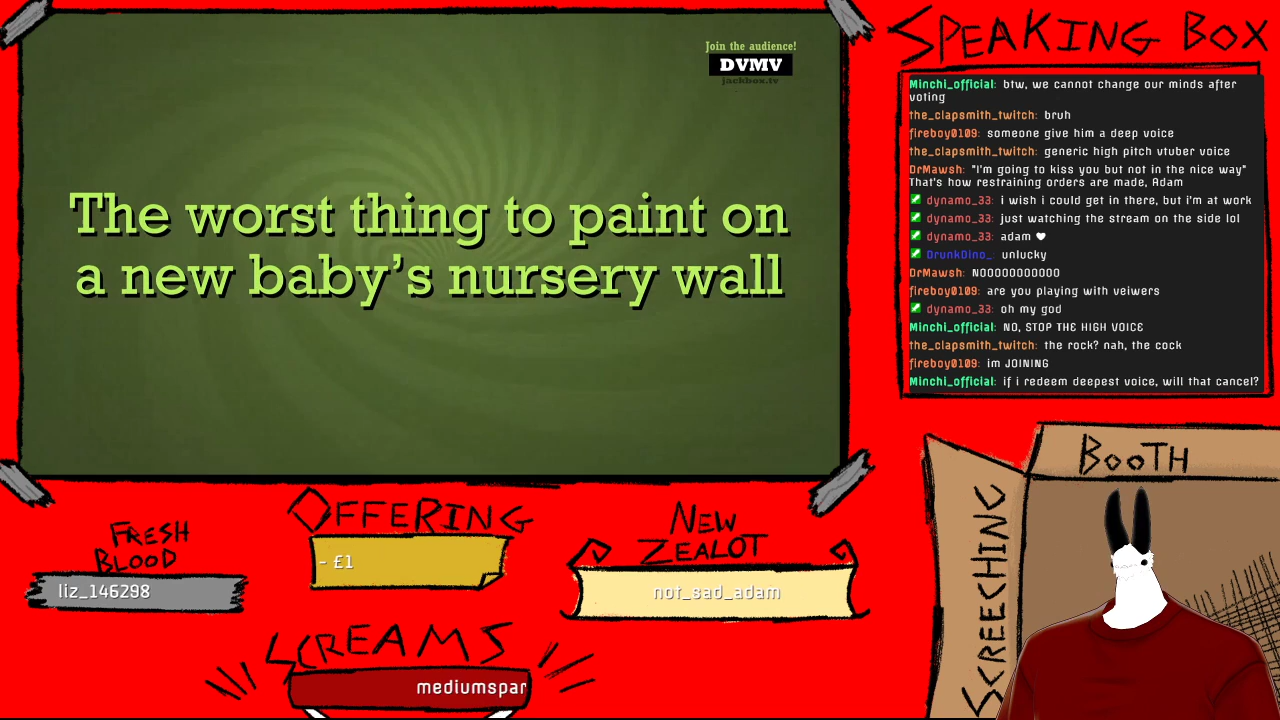 Join the audience!
DVMV
jackbox.tv
The worst thing to paint on
a new baby’s nursery wall
SPEAKING BOX
Minchi_official: btw, we cannot change our minds after
voting
the_clapsmith_twitch: bruh
fireboy0109: someone give him a deep voice
the_clapsmith_twitch: generic high pitch vtuber voice
DrMawsh: "I'm going to kiss you but not in the nice way"
That's how restraining orders are made, Adam
dynamo_33: i wish i could get in there, but i'm at work
dynamo_33: just watching the stream on the side lol
dynamo_33: adam
DrunkDino_: unlucky
DrMawsh: NOOOOOOOOOOO
fireboy0109: are you playing with veiwers
dynamo_33: oh my god
Minchi_official: NO, STOP THE HIGH VOICE
the_clapsmith_twitch: the rock? nah, the cock
fireboy0109: im JOINING
Minchi_official: if i redeem deepest voice, will that cancel?
FRESH
BLOOD
liz_146298
OFFERING
- £1
NEW
ZEALOT
not_sad_adam
SCREAMS
mediumspar
SCREECHING
BOOTH